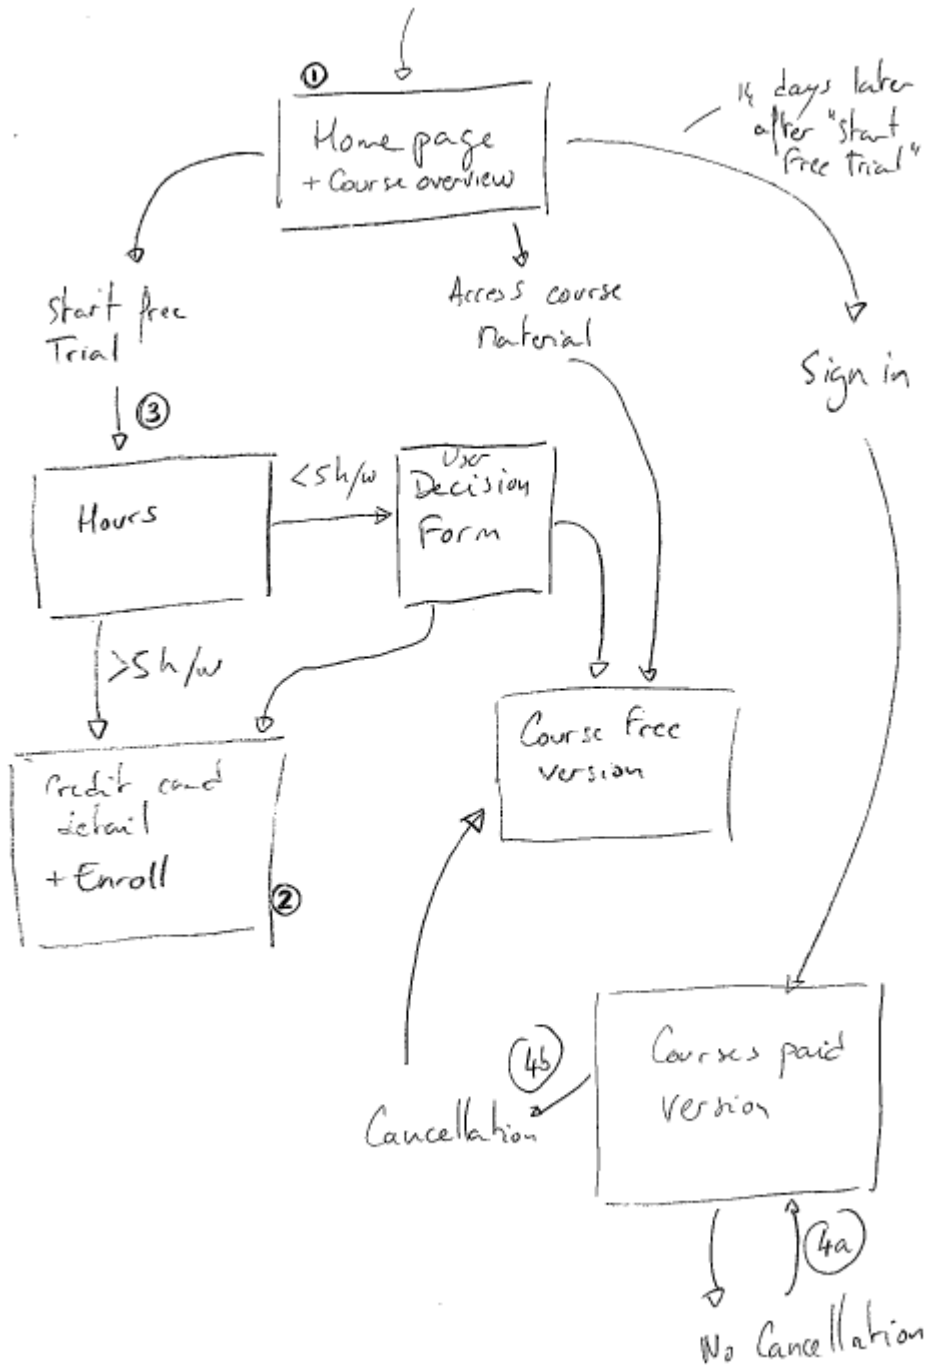 ①
Home page
+ Course overview
14 days later
after "start
free trial"
Start free
Trial
Access course
Material
Sign in
③
Hours
<5h/w
User
Decision
Form
>5h/w
Course Free
version
Credit card
detail
+ Enroll
②
Courses paid
version
4b
Cancellation
4a
No Cancellation